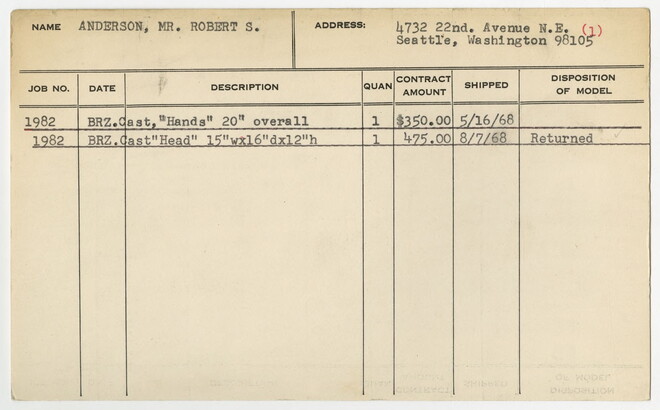 NAME ANDERSON, MR. ROBERT S. ADDRESS: 4732 22nd. Avenue N.E. (1)
Seattle, Washington 98105
JOB NO. DATE DESCRIPTION QUAN CONTRACT AMOUNT SHIPPED DISPOSITION OF MODEL
1982 BRZ.Cast,"Hands" 20" overall 1 $350.00 5/16/68
1982 BRZ.Cast"Head" 15"wx16"dx12"h 1 475.00 8/7/68 Returned